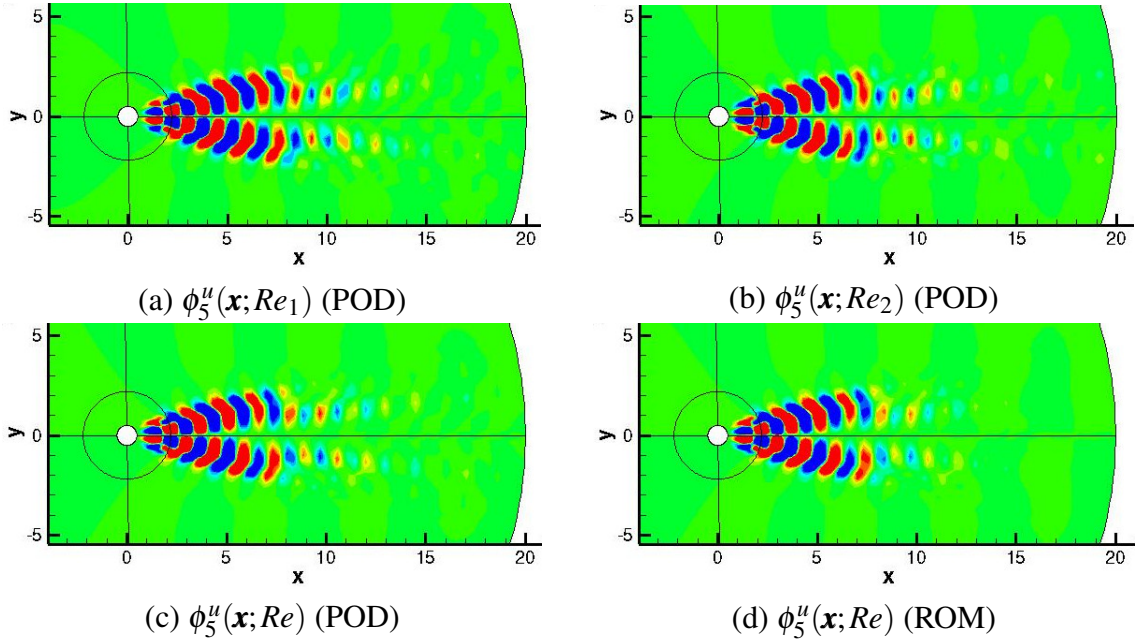 5
0
-5
y
0 5 10 15 20
x
(a) ϕ₅ᵘ(𝒙; Re₁) (POD)
5
0
-5
y
0 5 10 15 20
x
(b) ϕ₅ᵘ(𝒙; Re₂) (POD)
5
0
-5
y
0 5 10 15 20
x
(c) ϕ₅ᵘ(𝒙; Re) (POD)
5
0
-5
y
0 5 10 15 20
x
(d) ϕ₅ᵘ(𝒙; Re) (ROM)